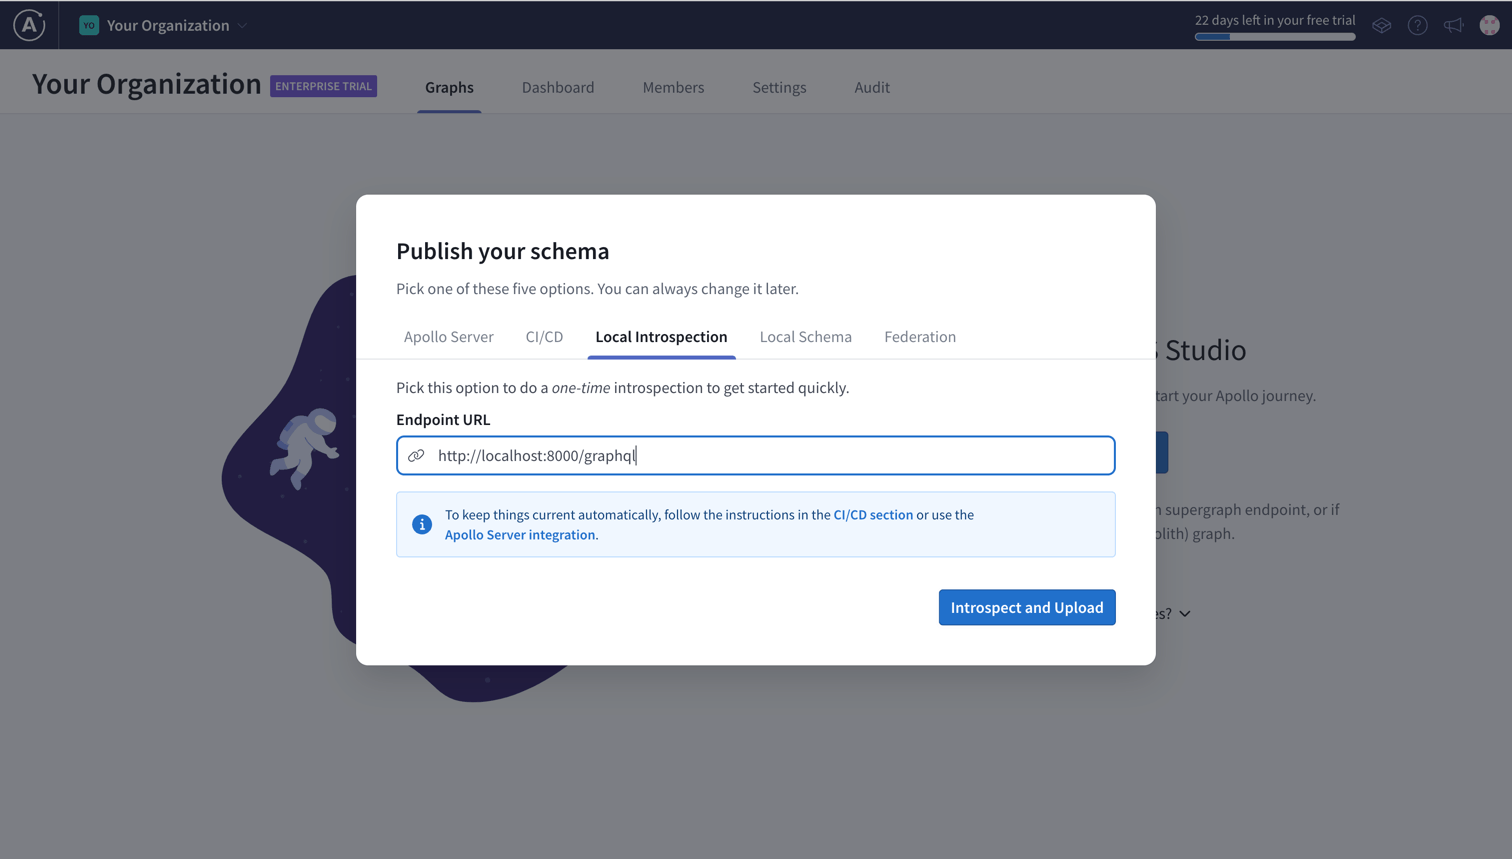 YO Your Organization
22 days left in your free trial
Your Organization ENTERPRISE TRIAL Graphs Dashboard Members Settings Audit
Publish your schema
Pick one of these five options. You can always change it later.
Apollo Server CI/CD Local Introspection Local Schema Federation
Studio
Pick this option to do a one-time introspection to get started quickly.
tart your Apollo journey.
Endpoint URL
http://localhost:8000/graphql
To keep things current automatically, follow the instructions in the CI/CD section or use the
Apollo Server integration.
supergraph endpoint, or if
olith) graph.
Introspect and Upload
es?